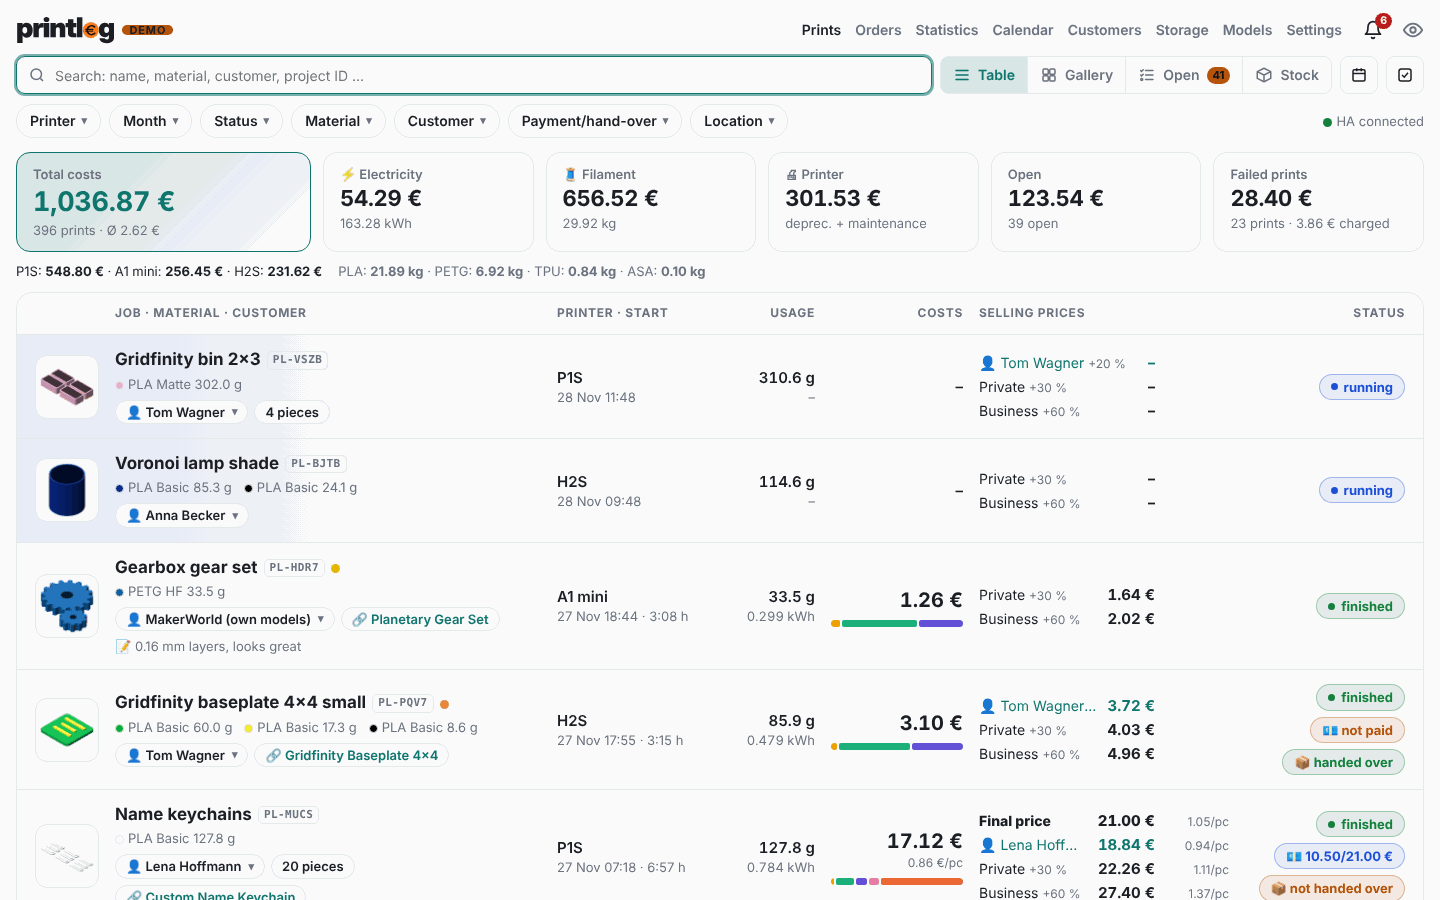 printl€g DEMO
Prints Orders Statistics Calendar Customers Storage Models Settings 6
Search: name, material, customer, project ID ...
Table Gallery Open 41 Stock
Printer ▾ Month ▾ Status ▾ Material ▾ Customer ▾ Payment/hand-over ▾ Location ▾
HA connected
Total costs
1,036.87 €
396 prints · Ø 2.62 €
⚡ Electricity
54.29 €
163.28 kWh
🧵 Filament
656.52 €
29.92 kg
🖨 Printer
301.53 €
deprec. + maintenance
Open
123.54 €
39 open
Failed prints
28.40 €
23 prints · 3.86 € charged
P1S: 548.80 € · A1 mini: 256.45 € · H2S: 231.62 € PLA: 21.89 kg · PETG: 6.92 kg · TPU: 0.84 kg · ASA: 0.10 kg
JOB · MATERIAL · CUSTOMER PRINTER · START USAGE COSTS SELLING PRICES STATUS
Gridfinity bin 2×3 PL-VSZB
PLA Matte 302.0 g
👤 Tom Wagner ▾ 4 pieces
P1S
28 Nov 11:48
310.6 g
–
–
👤 Tom Wagner +20 % –
Private +30 % –
Business +60 % –
running
Voronoi lamp shade PL-BJTB
PLA Basic 85.3 g PLA Basic 24.1 g
👤 Anna Becker ▾
H2S
28 Nov 09:48
114.6 g
–
–
Private +30 % –
Business +60 % –
running
Gearbox gear set PL-HDR7
PETG HF 33.5 g
👤 MakerWorld (own models) ▾ 🔗 Planetary Gear Set
📝 0.16 mm layers, looks great
A1 mini
27 Nov 18:44 · 3:08 h
33.5 g
0.299 kWh
1.26 €
Private +30 % 1.64 €
Business +60 % 2.02 €
finished
Gridfinity baseplate 4×4 small PL-PQV7
PLA Basic 60.0 g PLA Basic 17.3 g PLA Basic 8.6 g
👤 Tom Wagner ▾ 🔗 Gridfinity Baseplate 4×4
H2S
27 Nov 17:55 · 3:15 h
85.9 g
0.479 kWh
3.10 €
👤 Tom Wagner... 3.72 €
Private +30 % 4.03 €
Business +60 % 4.96 €
finished
💶 not paid
📦 handed over
Name keychains PL-MUCS
PLA Basic 127.8 g
👤 Lena Hoffmann ▾ 20 pieces
🔗 Custom Name Keychain
P1S
27 Nov 07:18 · 6:57 h
127.8 g
0.784 kWh
17.12 €
0.86 €/pc
Final price 21.00 € 1.05/pc
👤 Lena Hoff... 18.84 € 0.94/pc
Private +30 % 22.26 € 1.11/pc
Business +60 % 27.40 € 1.37/pc
finished
💶 10.50/21.00 €
📦 not handed over